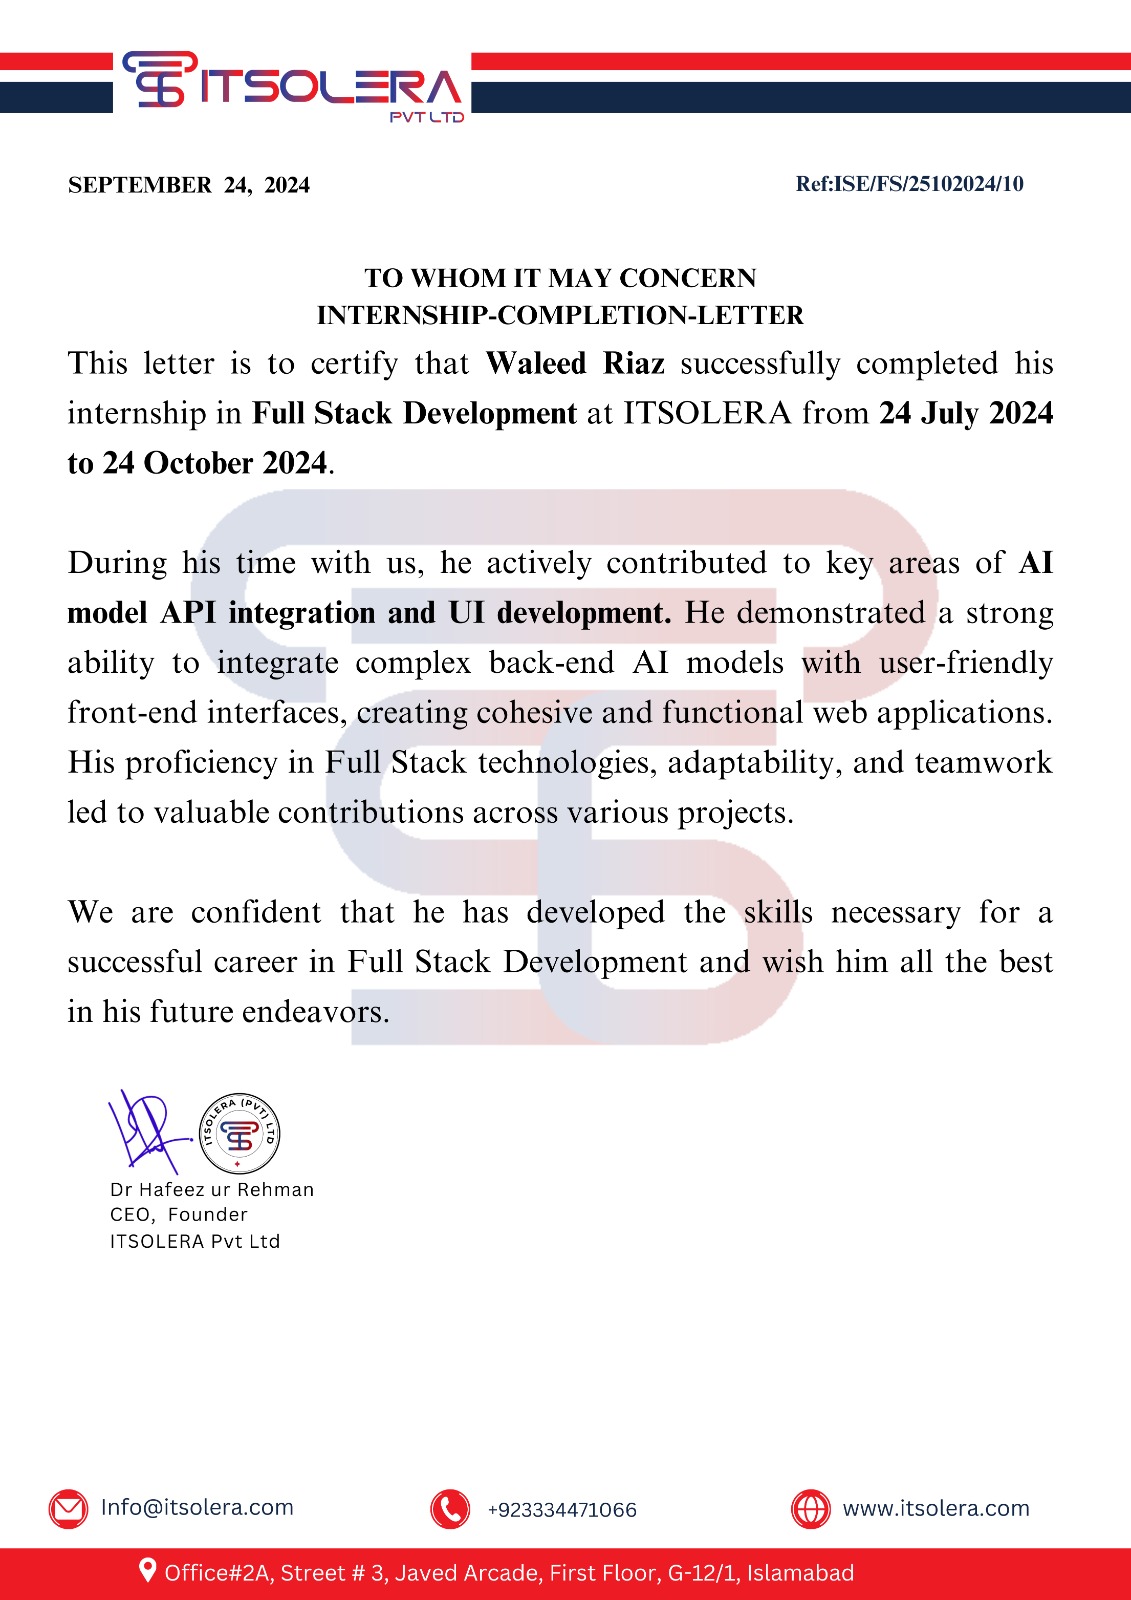 ITSOLERA
PVT LTD
SEPTEMBER 24, 2024
Ref:ISE/FS/25102024/10
TO WHOM IT MAY CONCERN
INTERNSHIP-COMPLETION-LETTER
This letter is to certify that Waleed Riaz successfully completed his
internship in Full Stack Development at ITSOLERA from 24 July 2024
to 24 October 2024.
During his time with us, he actively contributed to key areas of AI
model API integration and UI development. He demonstrated a strong
ability to integrate complex back-end AI models with user-friendly
front-end interfaces, creating cohesive and functional web applications.
His proficiency in Full Stack technologies, adaptability, and teamwork
led to valuable contributions across various projects.
We are confident that he has developed the skills necessary for a
successful career in Full Stack Development and wish him all the best
in his future endeavors.
ITSOLERA (PVT) LTD
Dr Hafeez ur Rehman
CEO, Founder
ITSOLERA Pvt Ltd
Info@itsolera.com
+923334471066
www.itsolera.com
Office#2A, Street # 3, Javed Arcade, First Floor, G-12/1, Islamabad